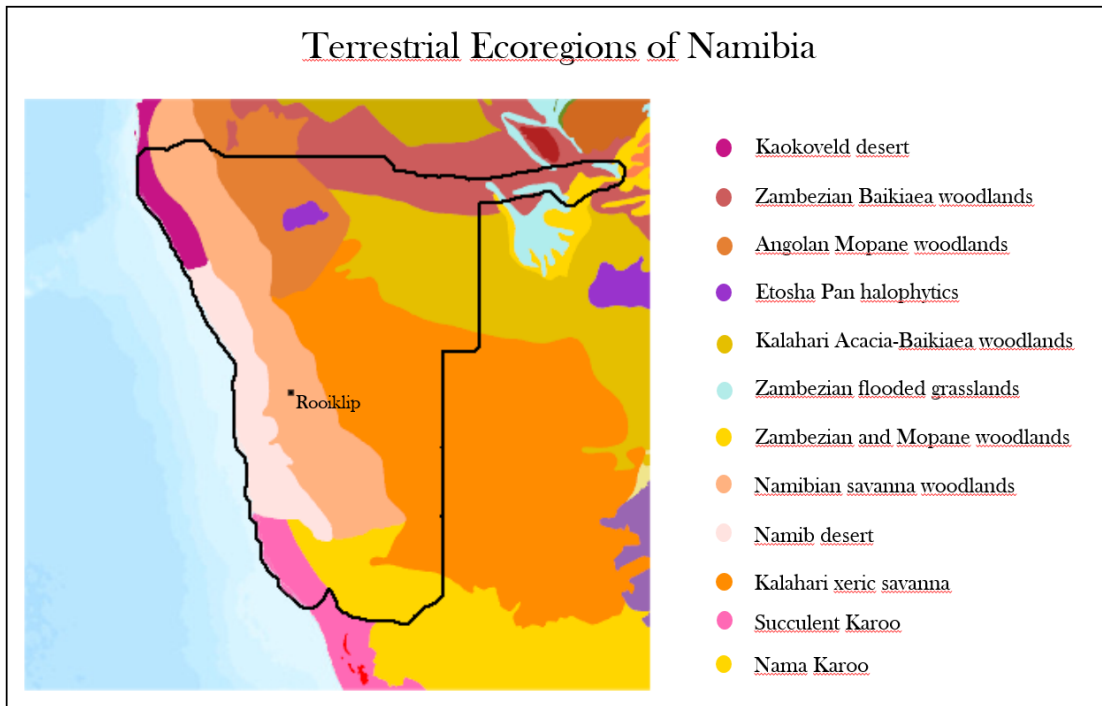 Terrestrial Ecoregions of Namibia
Rooiklip
Kaokoveld desert
Zambezian Baikiaea woodlands
Angolan Mopane woodlands
Etosha Pan halophytics
Kalahari Acacia-Baikiaea woodlands
Zambezian flooded grasslands
Zambezian and Mopane woodlands
Namibian savanna woodlands
Namib desert
Kalahari xeric savanna
Succulent Karoo
Nama Karoo